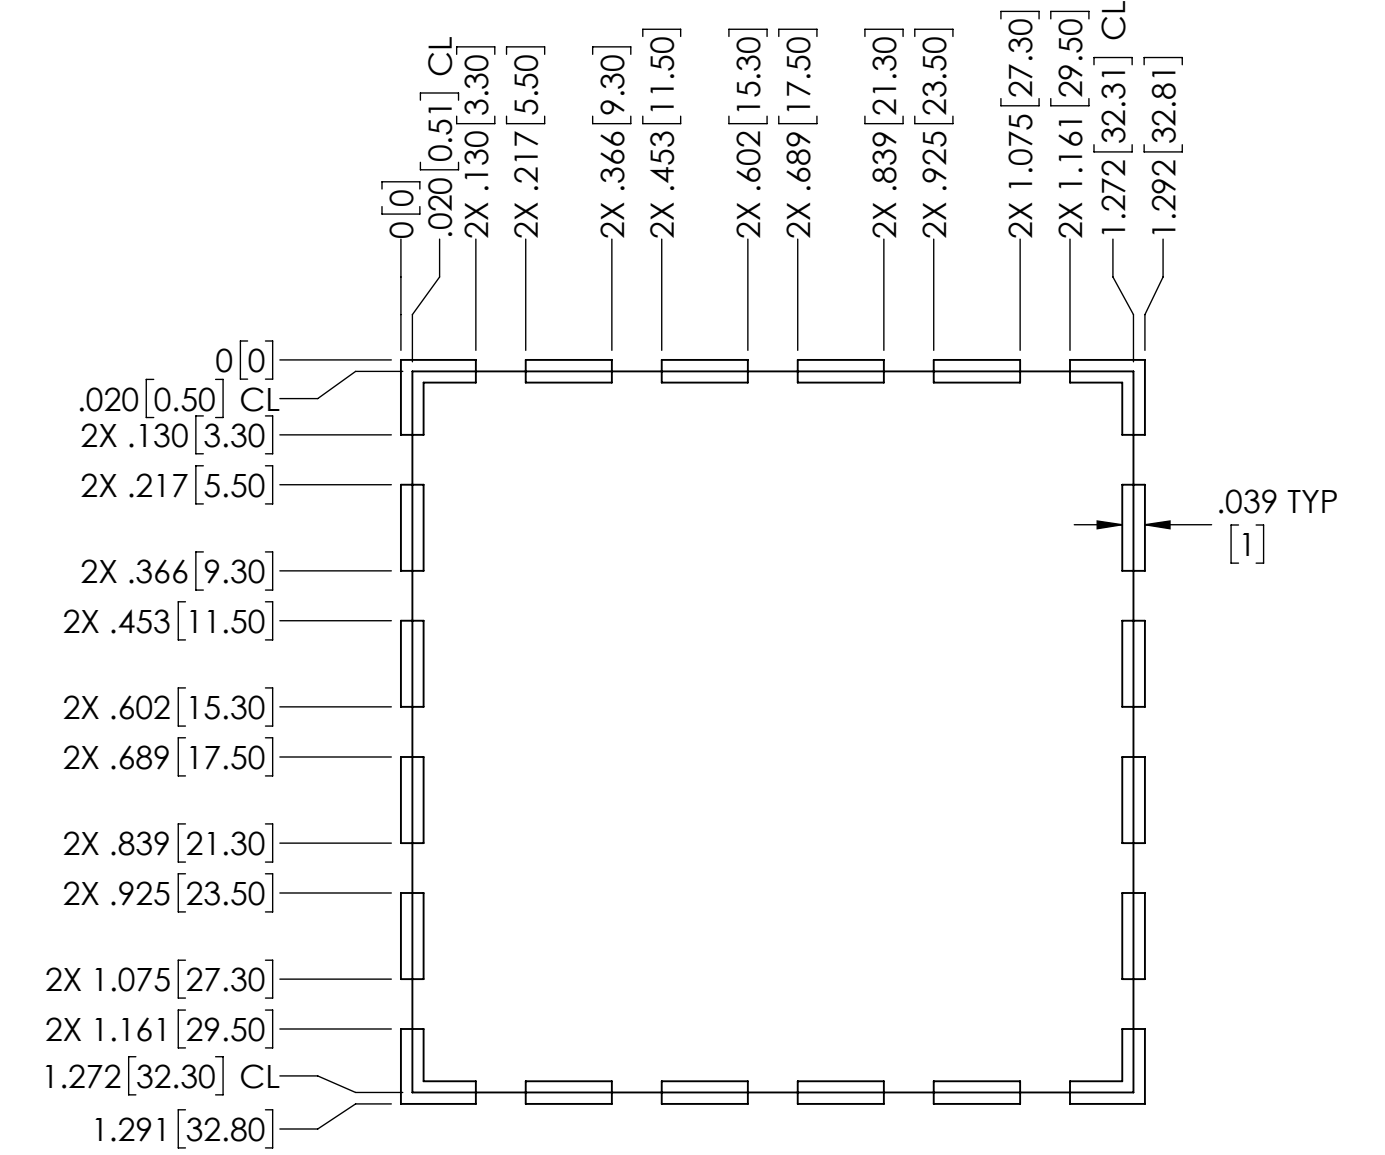 0[0]
.020[0.51] CL
2X .130[3.30]
2X .217[5.50]
2X .366[9.30]
2X .453[11.50]
2X .602[15.30]
2X .689[17.50]
2X .839[21.30]
2X .925[23.50]
2X 1.075[27.30]
2X 1.161[29.50]
1.272[32.31] CL
1.292[32.81]
0[0]
.020[0.50] CL
2X .130[3.30]
2X .217[5.50]
2X .366[9.30]
2X .453[11.50]
2X .602[15.30]
2X .689[17.50]
2X .839[21.30]
2X .925[23.50]
2X 1.075[27.30]
2X 1.161[29.50]
1.272[32.30] CL
1.291[32.80]
.039 TYP
[1]